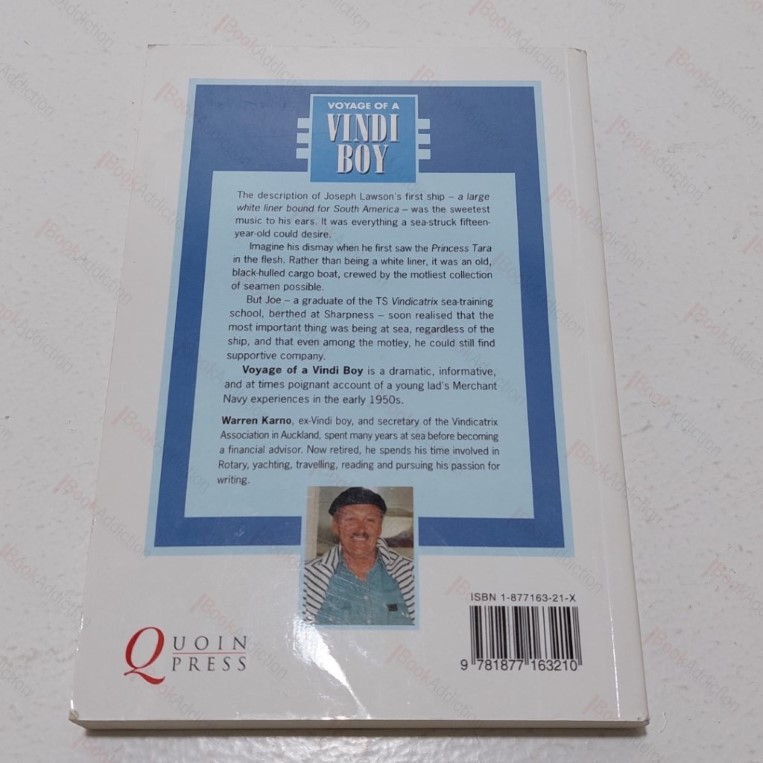 VOYAGE OF A
VINDI
BOY
The description of Joseph Lawson's first ship – a large
white liner bound for South America – was the sweetest
music to his ears. It was everything a sea-struck fifteen-
year-old could desire.
Imagine his dismay when he first saw the Princess Tara
in the flesh. Rather than being a white liner, it was an old,
black-hulled cargo boat, crewed by the motliest collection
of seamen possible.
But Joe – a graduate of the TS Vindicatrix sea-training
school, berthed at Sharpness – soon realised that the
most important thing was being at sea, regardless of the
ship, and that even among the motley, he could still find
supportive company.
Voyage of a Vindi Boy is a dramatic, informative,
and at times poignant account of a young lad's Merchant
Navy experiences in the early 1950s.
Warren Karno, ex-Vindi boy, and secretary of the Vindicatrix
Association in Auckland, spent many years at sea before becoming
a financial advisor. Now retired, he spends his time involved in
Rotary, yachting, travelling, reading and pursuing his passion for
writing.
QUOIN
PRESS
ISBN 1-877163-21-X
9 781877 163210
BookAddiction